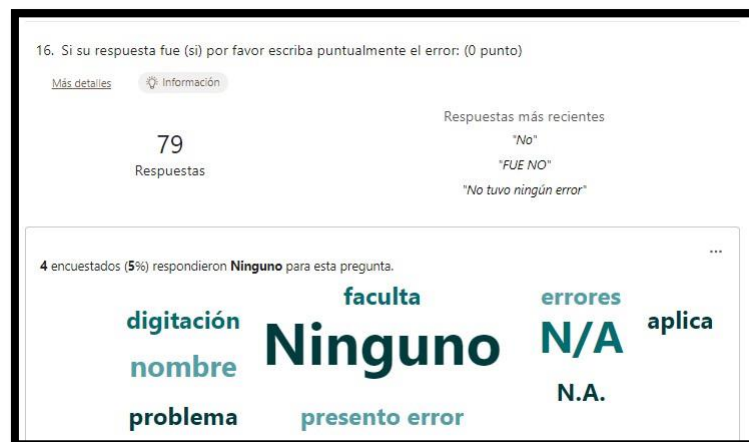 16. Si su respuesta fue (si) por favor escriba puntualmente el error: (0 punto)
Más detalles
Información
79
Respuestas
Respuestas más recientes
"No"
"FUE NO"
"No tuvo ningún error"
...
4 encuestados (5%) respondieron Ninguno para esta pregunta.
faculta
errores
digitación
Ninguno
N/A
aplica
nombre
N.A.
problema
presento error